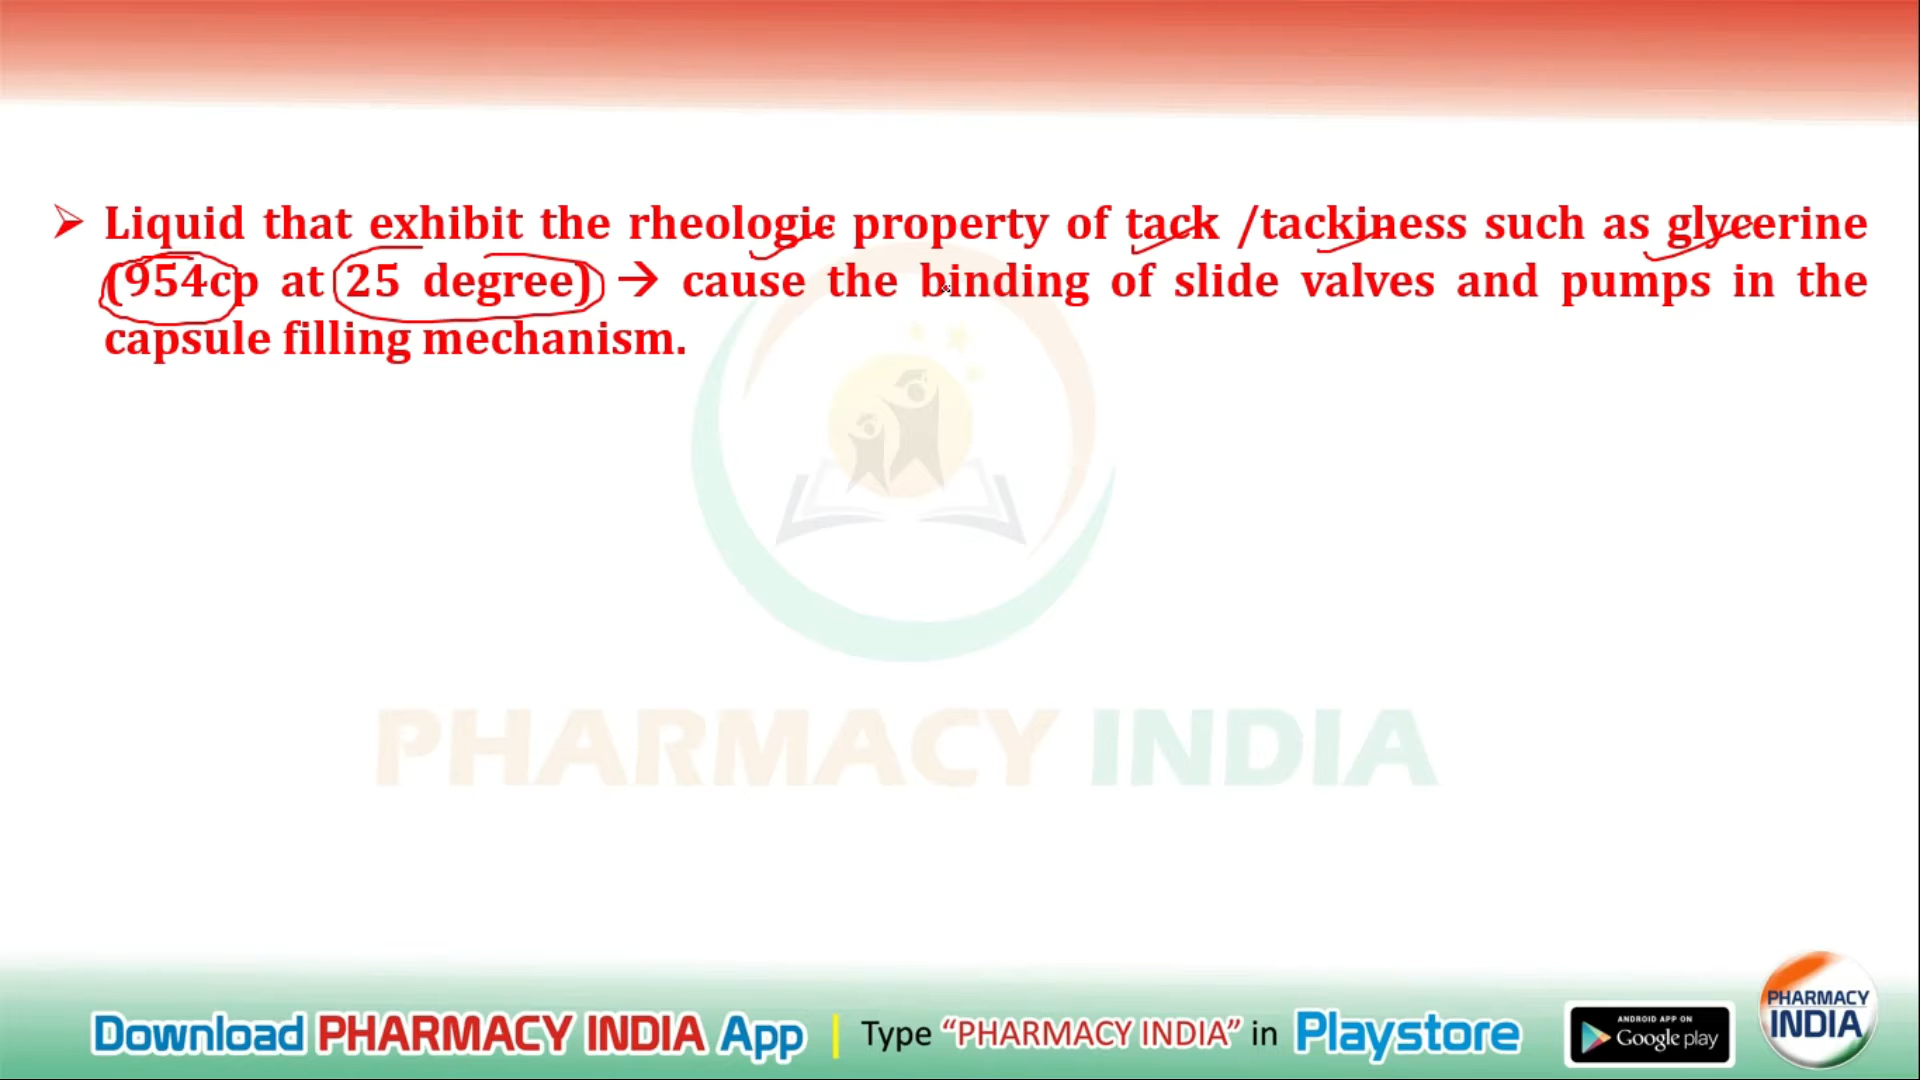 Liquid that exhibit the rheologic property of tack /tackiness such as glycerine
(954cp at 25 degree) → cause the binding of slide valves and pumps in the
capsule filling mechanism.
PHARMACY INDIA
Download PHARMACY INDIA App | Type “PHARMACY INDIA” in Playstore
ANDROID APP ON
Google play
PHARMACY
INDIA